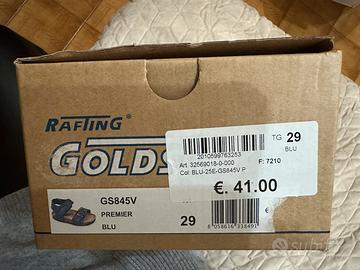 RAFTING ®
GOLDS
2010599763253
Art. 32569018-0-000 F: 7210
Col. BLU-25E-GS845V P
€. 41.00
TG 29
BLU
GS845V
PREMIER
BLU
29
8 058616 338491
subito